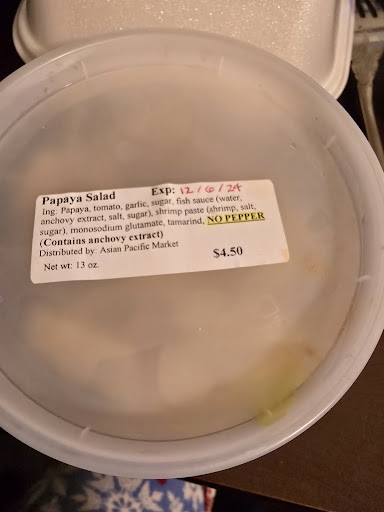 Papaya Salad Exp: 12/6/24
Ing: Papaya, tomato, garlic, sugar, fish sauce (water,
anchovy extract, salt, sugar), shrimp paste (shrimp, salt,
sugar), monosodium glutamate, tamarind, NO PEPPER
(Contains anchovy extract)
Distributed by: Asian Pacific Market
Net wt: 13 oz. $4.50